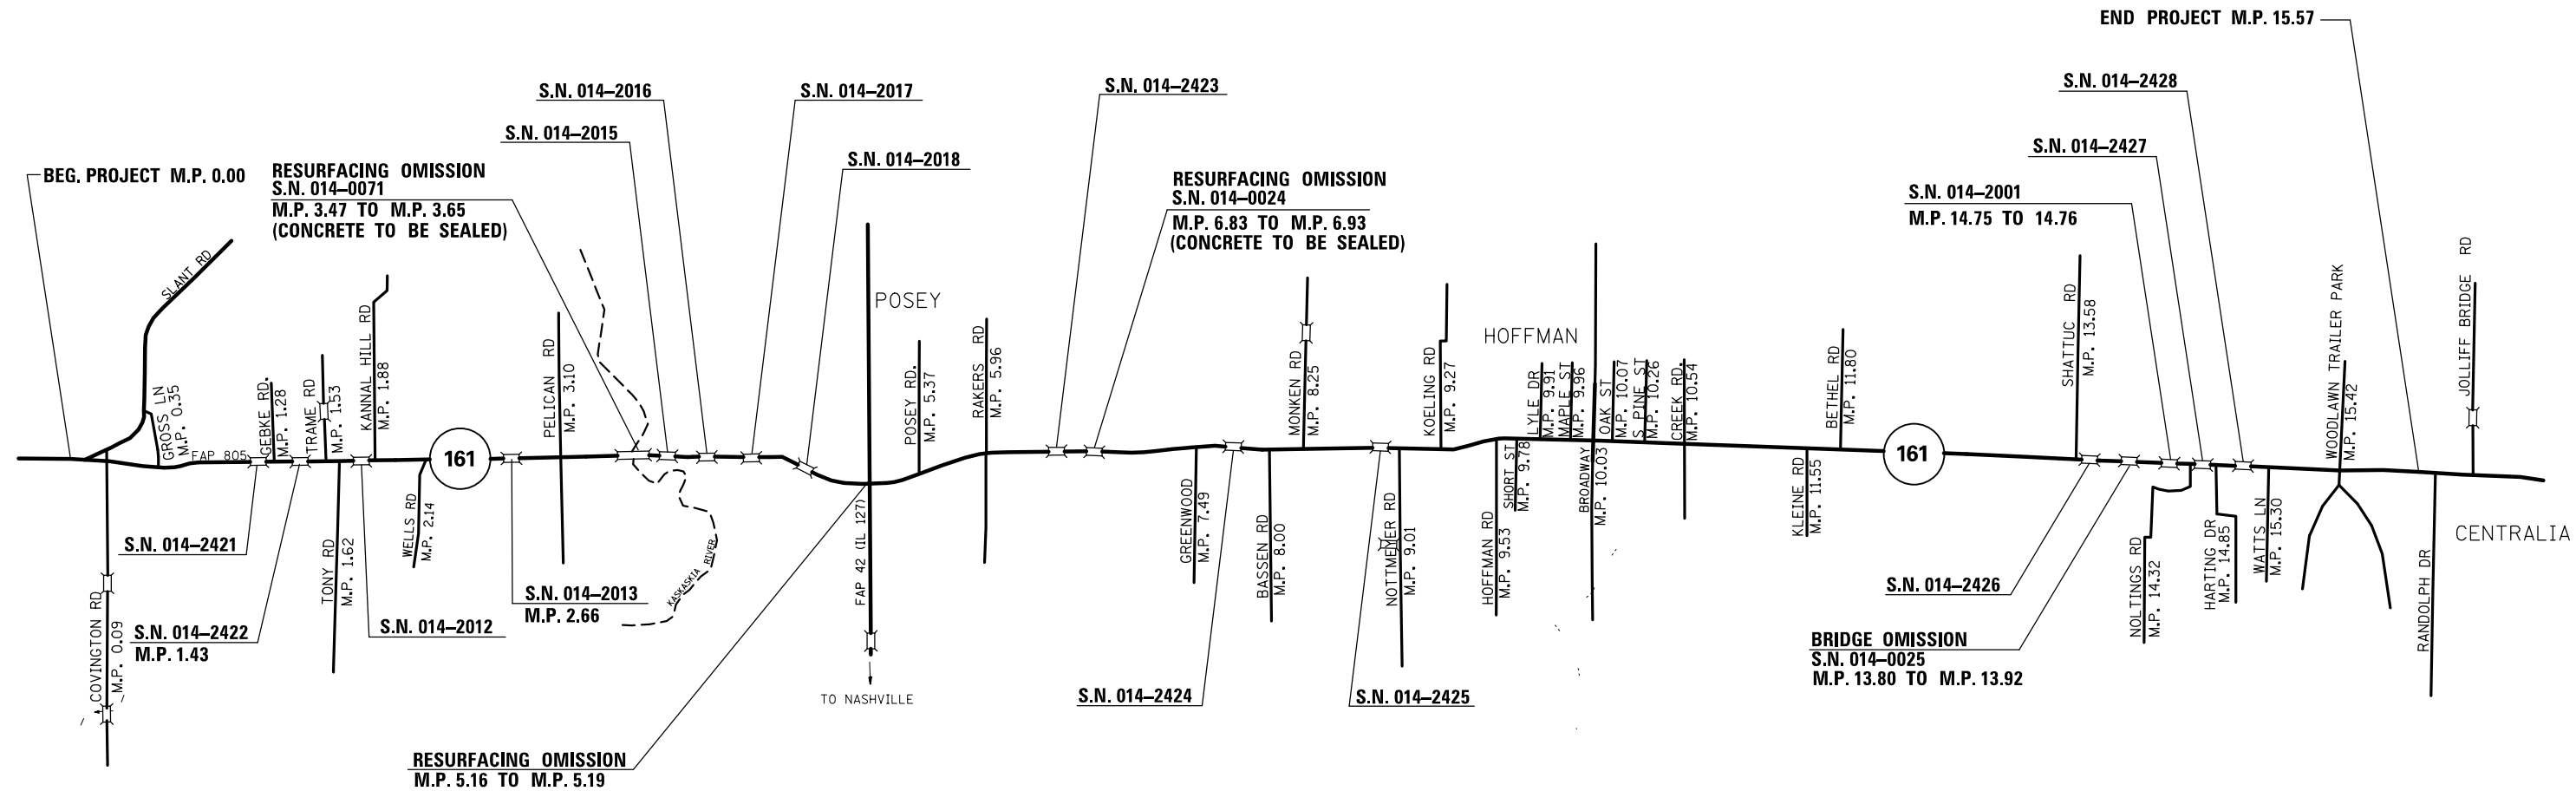 END PROJECT M.P. 15.57
S.N. 014–2016
S.N. 014–2017
S.N. 014–2423
S.N. 014–2428
S.N. 014–2015
S.N. 014–2018
S.N. 014–2427
BEG. PROJECT M.P. 0.00
RESURFACING OMISSION
S.N. 014–0071
M.P. 3.47 TO M.P. 3.65
(CONCRETE TO BE SEALED)
RESURFACING OMISSION
S.N. 014–0024
M.P. 6.83 TO M.P. 6.93
(CONCRETE TO BE SEALED)
S.N. 014–2001
M.P. 14.75 TO 14.76
SLANT RD
GROSS LN
M.P. 0.35
FAP 805
GEBKE RD.
M.P. 1.28
TRAME RD
M.P. 1.53
KANNAL HILL RD
M.P. 1.88
161
PELICAN RD
M.P. 3.10
POSEY
POSEY RD.
M.P. 5.37
RAKERS RD
M.P. 5.96
MONKEN RD
M.P. 8.25
KOELING RD
M.P. 9.27
HOFFMAN
LYLE DR
M.P. 9.91
MAPLE ST
M.P. 9.96
OAK ST
M.P. 10.07
S PINE ST
M.P. 10.26
CREEK RD.
M.P. 10.54
BETHEL RD
M.P. 11.80
161
SHATTUC RD
M.P. 13.58
WOODLAWN TRAILER PARK
M.P. 15.42
JOLLIFF BRIDGE RD
COVINGTON RD
M.P. 0.09
S.N. 014–2421
S.N. 014–2422
M.P. 1.43
TONY RD
M.P. 1.62
S.N. 014–2012
WELLS RD
M.P. 2.14
S.N. 014–2013
M.P. 2.66
KASKASKIA RIVER
FAP 42 (IL 127)
TO NASHVILLE
RESURFACING OMISSION
M.P. 5.16 TO M.P. 5.19
GREENWOOD
M.P. 7.49
S.N. 014–2424
BASSEN RD
M.P. 8.00
S.N. 014–2425
NOTTMEYER RD
M.P. 9.01
HOFFMAN RD
M.P. 9.53
SHORT ST
M.P. 9.78
BROADWAY
M.P. 10.03
KLEINE RD
M.P. 11.55
S.N. 014–2426
BRIDGE OMISSION
S.N. 014–0025
M.P. 13.80 TO M.P. 13.92
NOLTINGS RD
M.P. 14.32
HARTING DR
M.P. 14.85
WATTS LN
M.P. 15.30
RANDOLPH DR
CENTRALIA